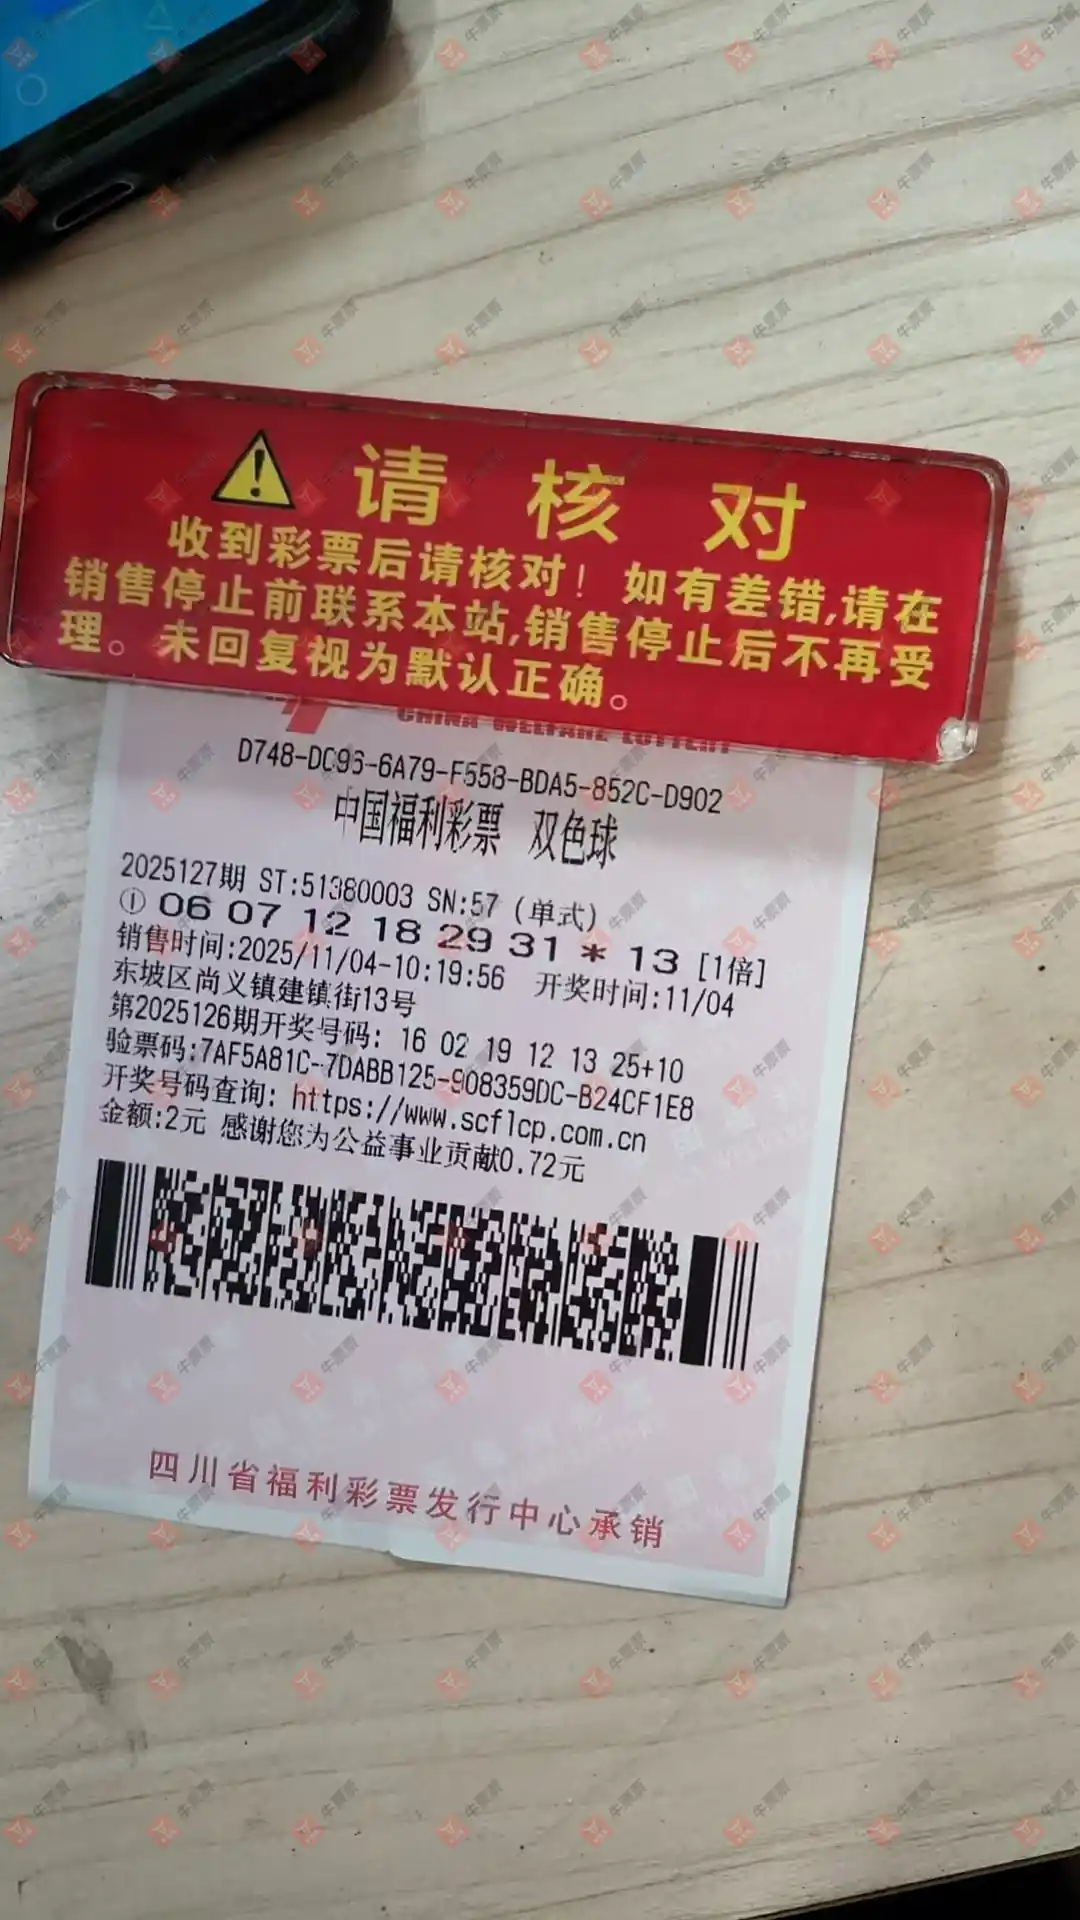 请核对
收到彩票后请核对！如有差错,请在
销售停止前联系本站,销售停止后不再受
理。未回复视为默认正确。
CHINA WELFARE LOTTERY
D748-DC96-6A79-F558-BDA5-852C-D902
中国福利彩票 双色球
2025127期 ST:51380003 SN:57 (单式)
① 06 07 12 18 29 31 * 13 [1倍]
销售时间:2025/11/04-10:19:56 开奖时间:11/04
东坡区尚义镇建镇街13号
第2025126期开奖号码: 16 02 19 12 13 25+10
验票码:7AF5A81C-7DABB125-908359DC-B24CF1E8
开奖号码查询: https://www.scflcp.com.cn
金额:2元 感谢您为公益事业贡献0.72元
四川省福利彩票发行中心承销
牛票票